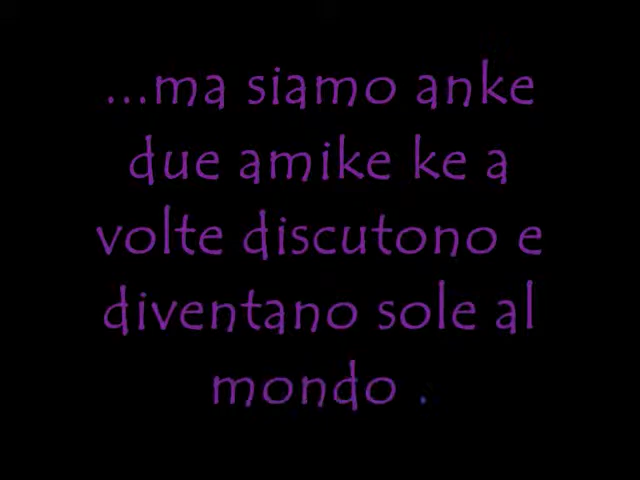 ...ma siamo anke
due amike ke a
volte discutono e
diventano sole al
mondo .